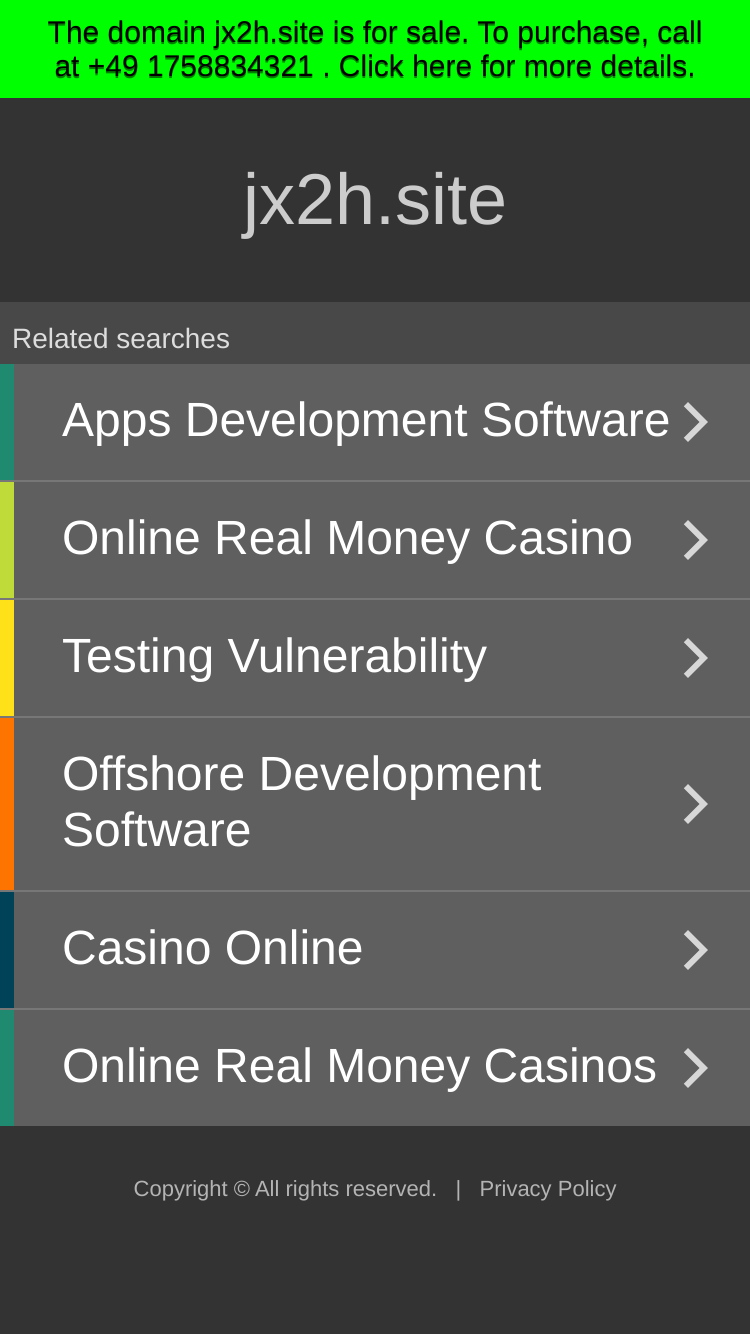 The domain jx2h.site is for sale. To purchase, call
at +49 1758834321 . Click here for more details.
jx2h.site
Related searches
Apps Development Software
Online Real Money Casino
Testing Vulnerability
Offshore Development
Software
Casino Online
Online Real Money Casinos
Copyright © All rights reserved. | Privacy Policy